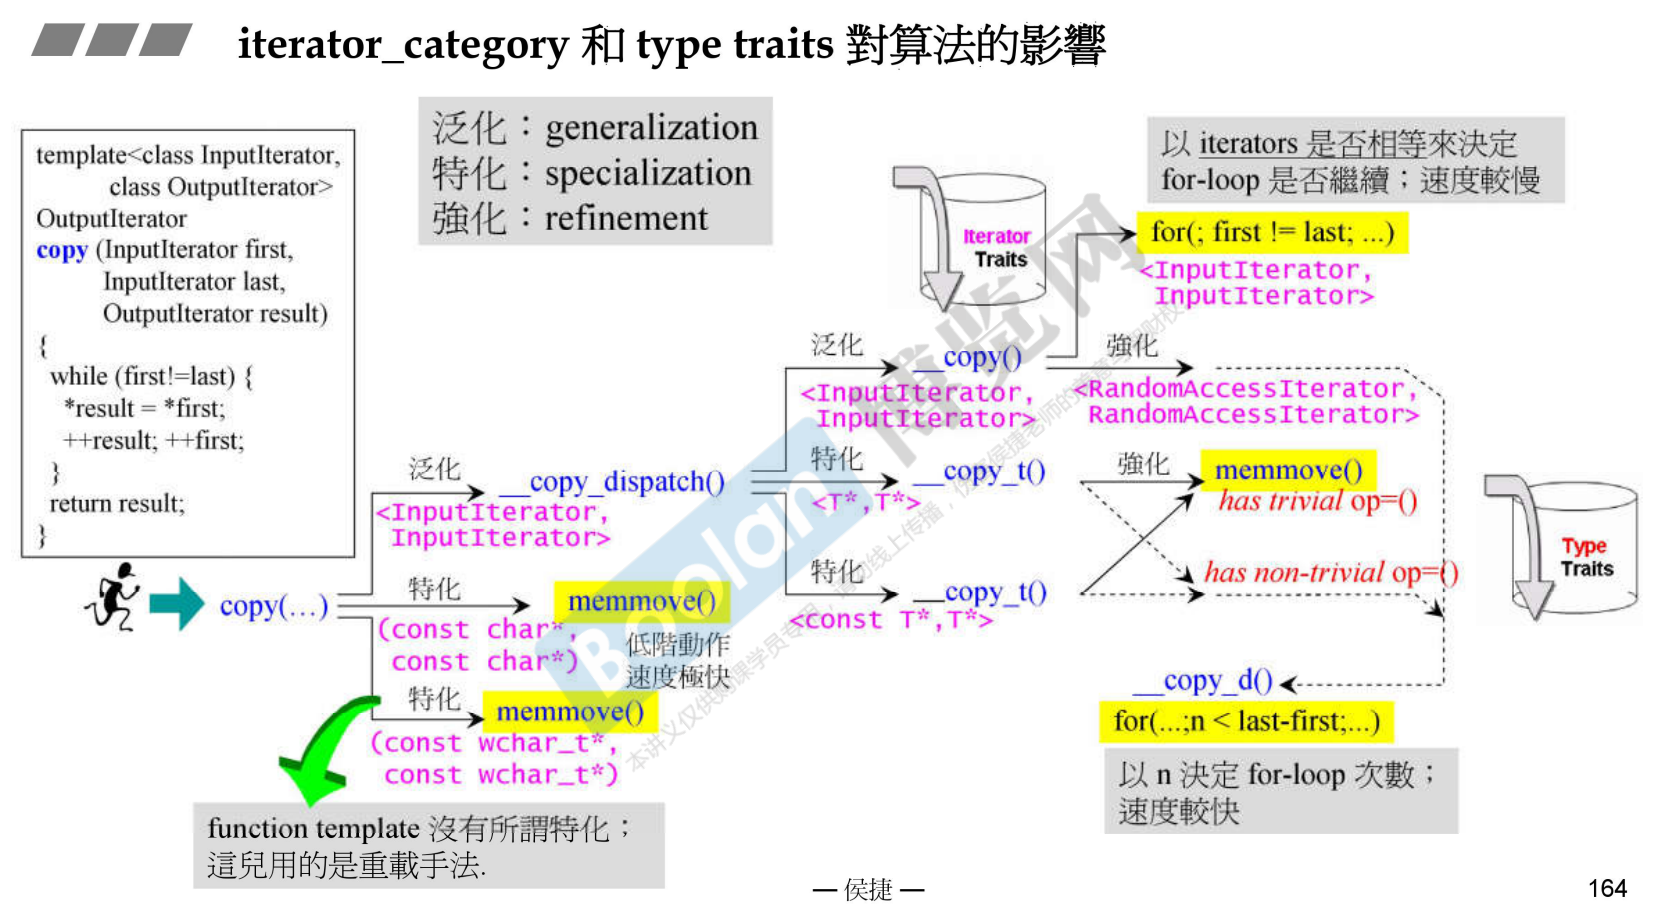 iterator_category 和 type traits 對算法的影響
template<class InputIterator,
class OutputIterator>
OutputIterator
copy (InputIterator first,
InputIterator last,
OutputIterator result)
{
while (first!=last) {
*result = *first;
++result; ++first;
}
return result;
}
泛化：generalization
特化：specialization
強化：refinement
Iterator
Traits
以 iterators 是否相等來決定
for-loop 是否繼續；速度較慢
for(; first != last; ...)
<InputIterator,
InputIterator>
泛化
__copy()
<InputIterator,
InputIterator>
強化
<RandomAccessIterator,
RandomAccessIterator>
泛化
__copy_dispatch()
<InputIterator,
InputIterator>
特化
__copy_t()
<T*,T*>
強化
memmove()
has trivial op=()
Type
Traits
特化
__copy_t()
<const T*,T*>
has non-trivial op=()
copy(…)
特化
memmove()
(const char*,
const char*)
低階動作
速度極快
特化
memmove()
(const wchar_t*,
const wchar_t*)
__copy_d()
for(...;n < last-first;...)
以 n 決定 for-loop 次數；
速度較快
function template 沒有所謂特化；
這兒用的是重載手法.
Boolan
博览网
— 侯捷 —
164